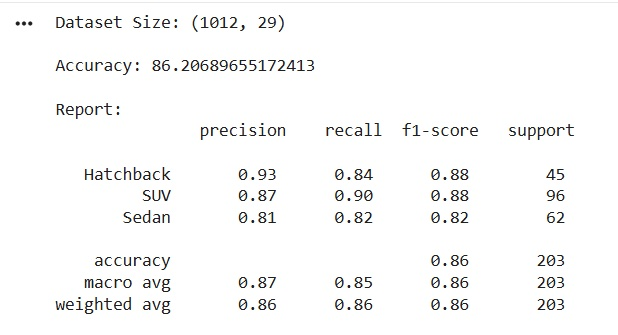 ... Dataset Size: (1012, 29)
Accuracy: 86.20689655172413
Report:
precision recall f1-score support
Hatchback 0.93 0.84 0.88 45
SUV 0.87 0.90 0.88 96
Sedan 0.81 0.82 0.82 62
accuracy 0.86 203
macro avg 0.87 0.85 0.86 203
weighted avg 0.86 0.86 0.86 203